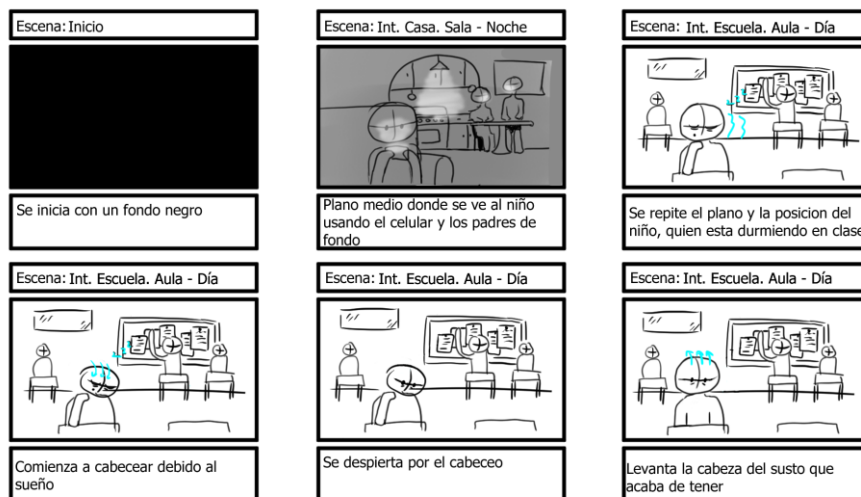 Escena: Inicio
Se inicia con un fondo negro
Escena: Int. Casa. Sala - Noche
Plano medio donde se ve al niño
usando el celular y los padres de
fondo
Escena: Int. Escuela. Aula - Día
Se repite el plano y la posicion del
niño, quien esta durmiendo en clase
Escena: Int. Escuela. Aula - Día
Comienza a cabecear debido al
sueño
Escena: Int. Escuela. Aula - Día
Se despierta por el cabeceo
Escena: Int. Escuela. Aula - Día
Levanta la cabeza del susto que
acaba de tener